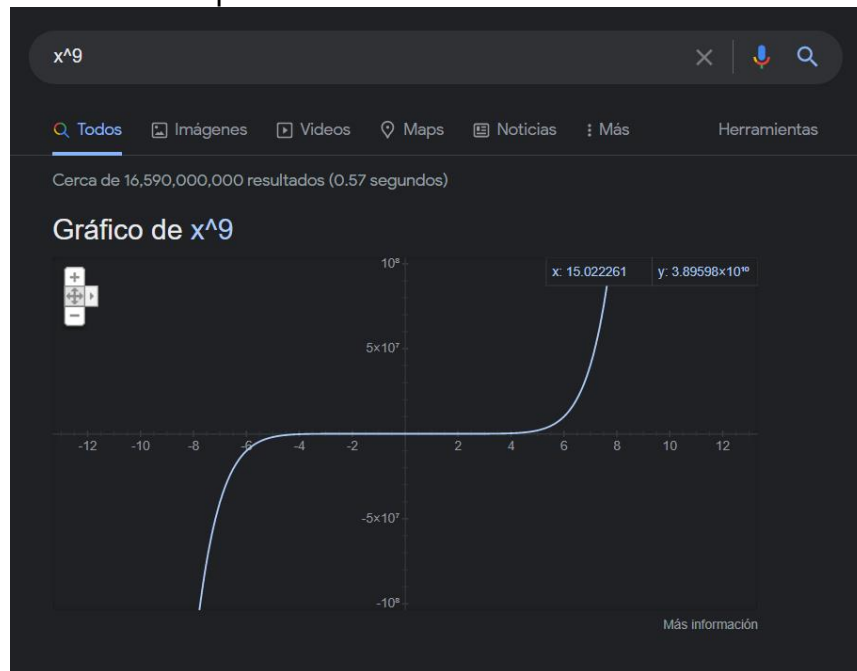 x^9
Todos Imágenes Videos Maps Noticias Más Herramientas
Cerca de 16,590,000,000 resultados (0.57 segundos)
Gráfico de x^9
10⁸
x: 15.022261 y: 3.89598×10¹⁰
5×10⁷
-12 -10 -8 -6 -4 -2 2 4 6 8 10 12
-5×10⁷
-10⁸
Más información